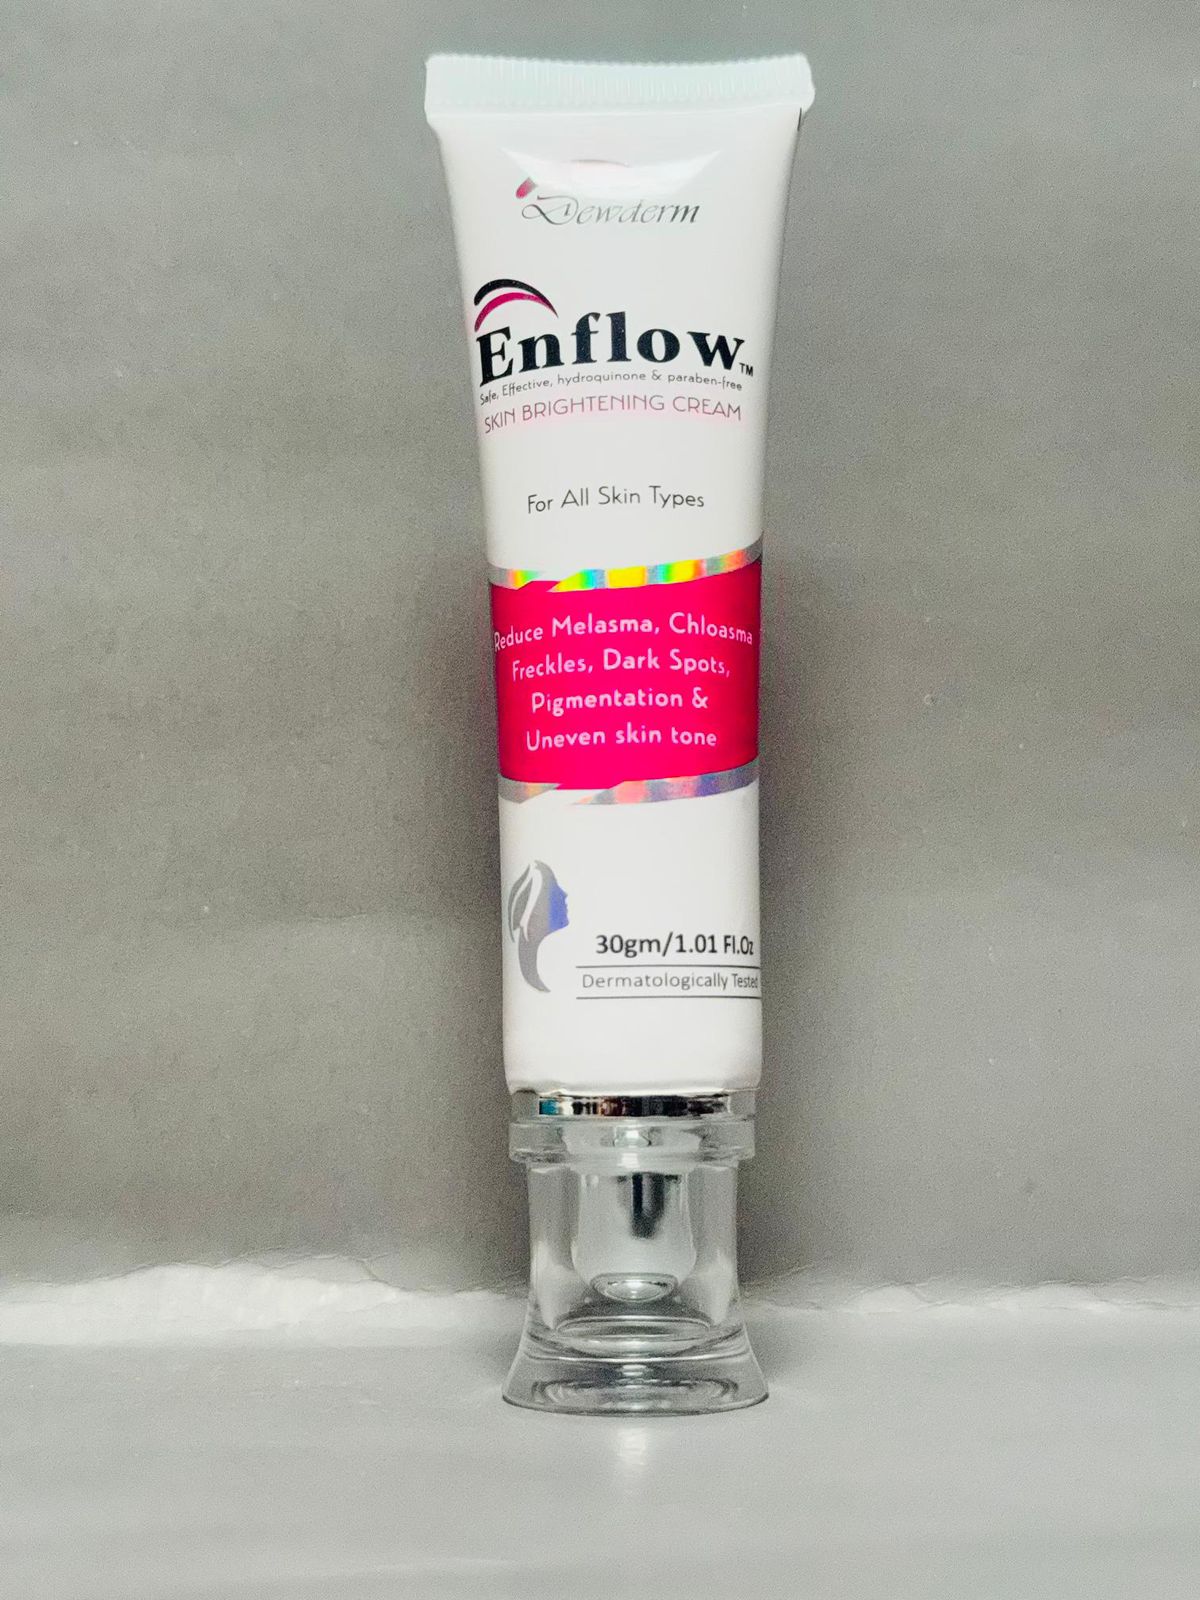 Dewderm
Enflow™
Safe, Effective, hydroquinone & paraben-free
SKIN BRIGHTENING CREAM
For All Skin Types
Reduce Melasma, Chloasma
Freckles, Dark Spots,
Pigmentation &
Uneven skin tone
30gm/1.01 Fl.Oz
Dermatologically Tested